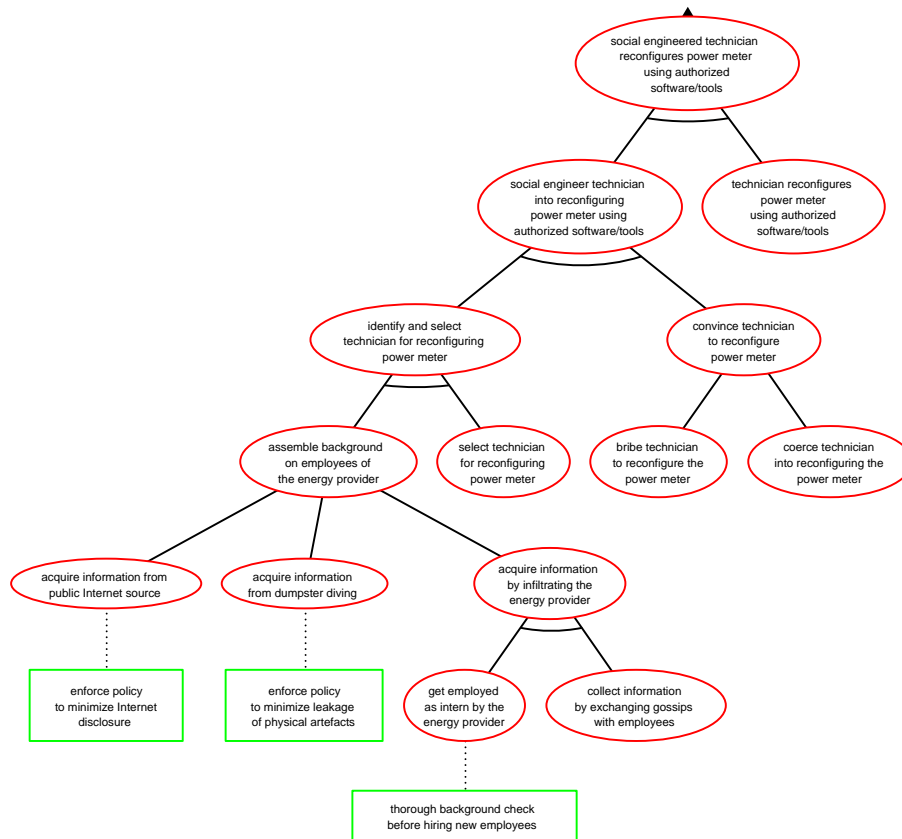 social engineered technician
reconfigures power meter
using authorized
software/tools
social engineer technician
into reconfiguring
power meter using
authorized software/tools
technician reconfigures
power meter
using authorized
software/tools
identify and select
technician for reconfiguring
power meter
convince technician
to reconfigure
power meter
assemble background
on employees of
the energy provider
select technician
for reconfiguring
power meter
bribe technician
to reconfigure the
power meter
coerce technician
into reconfiguring the
power meter
acquire information from
public Internet source
acquire information
from dumpster diving
acquire information
by infiltrating the
energy provider
enforce policy
to minimize Internet
disclosure
enforce policy
to minimize leakage
of physical artefacts
get employed
as intern by the
energy provider
collect information
by exchanging gossips
with employees
thorough background check
before hiring new employees